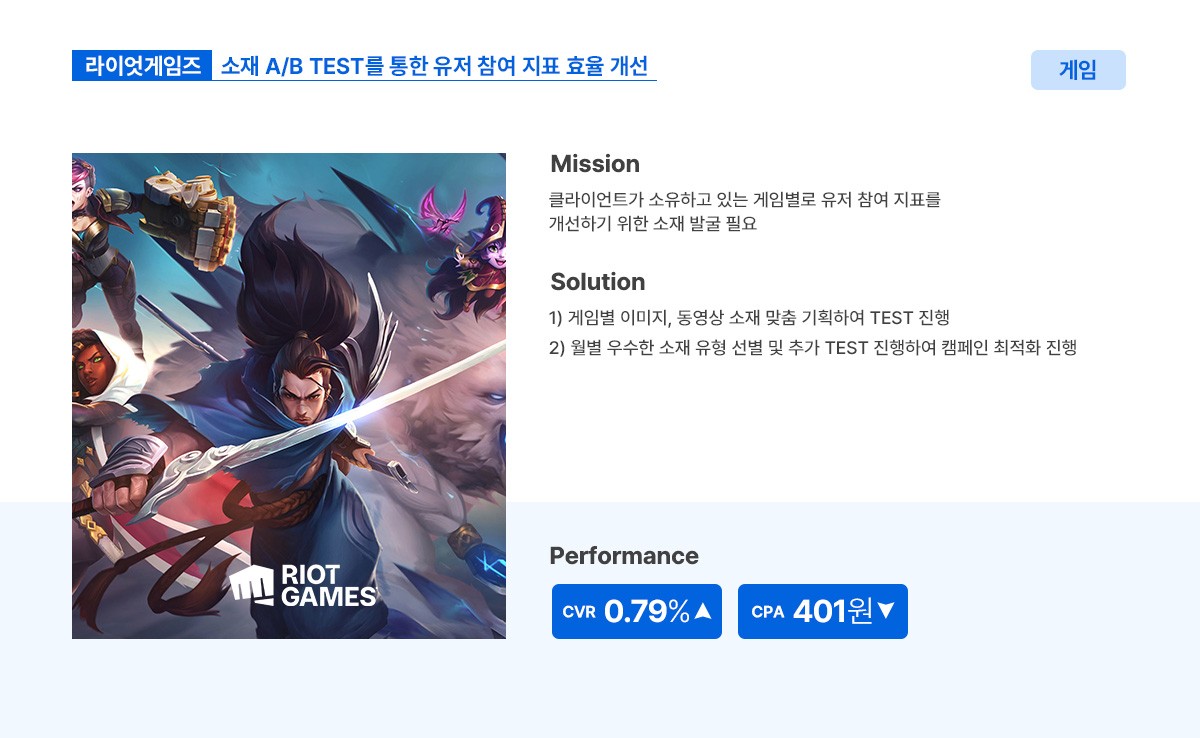 라이엇게임즈 소재 A/B TEST를 통한 유저 참여 지표 효율 개선
게임
Mission
클라이언트가 소유하고 있는 게임별로 유저 참여 지표를
개선하기 위한 소재 발굴 필요
Solution
1) 게임별 이미지, 동영상 소재 맞춤 기획하여 TEST 진행
2) 월별 우수한 소재 유형 선별 및 추가 TEST 진행하여 캠페인 최적화 진행
RIOT
GAMES
Performance
CVR 0.79%▲
CPA 401원▼